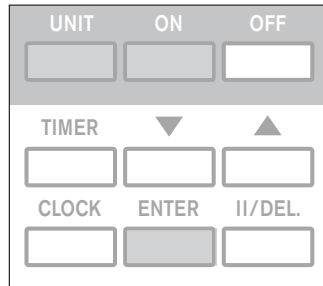 UNIT ON OFF
TIMER ▼ ▲
CLOCK ENTER II/DEL.